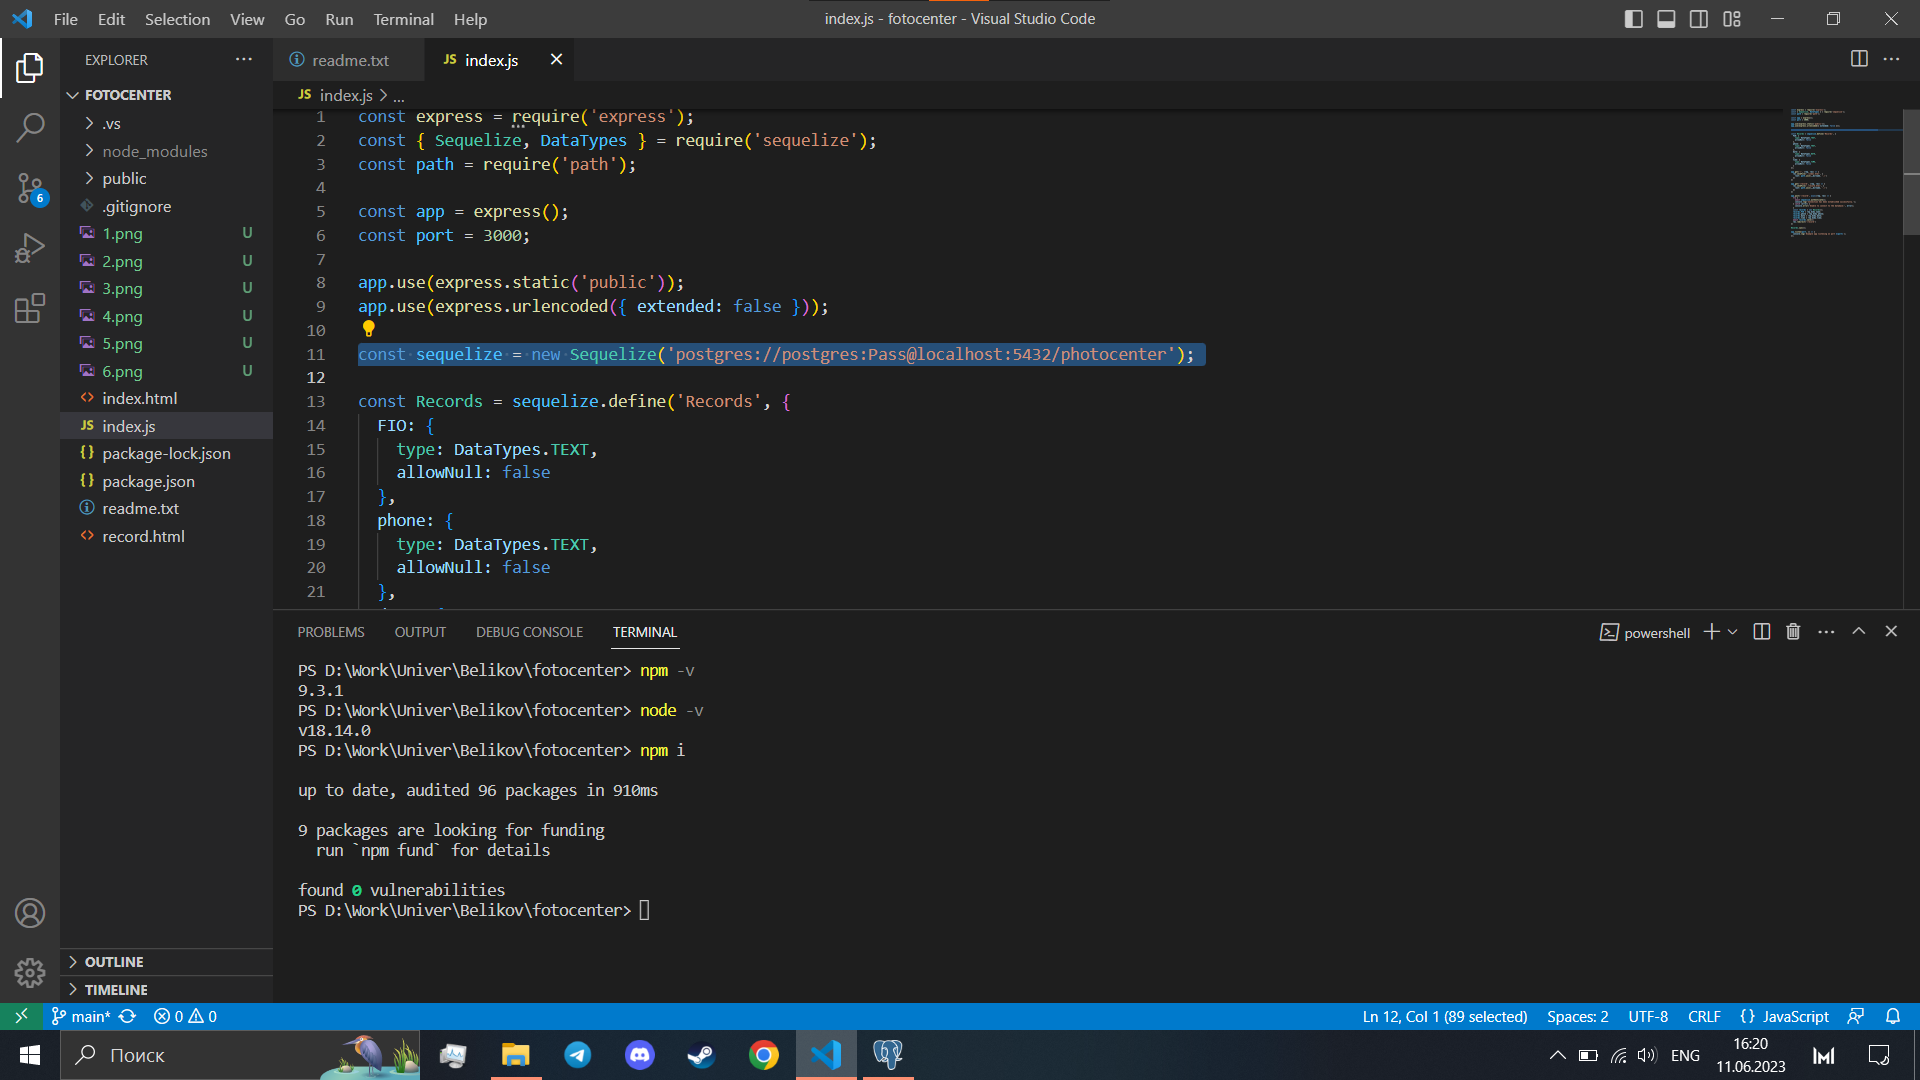 File Edit Selection View Go Run Terminal Help
index.js - fotocenter - Visual Studio Code
EXPLORER
FOTOCENTER
.vs
node_modules
public
.gitignore
1.png U
2.png U
3.png U
4.png U
5.png U
6.png U
index.html
JS index.js
{} package-lock.json
{} package.json
readme.txt
record.html
OUTLINE
TIMELINE
readme.txt
JS index.js
JS index.js > ...
1 const express = require('express');
2 const { Sequelize, DataTypes } = require('sequelize');
3 const path = require('path');
4
5 const app = express();
6 const port = 3000;
7
8 app.use(express.static('public'));
9 app.use(express.urlencoded({ extended: false }));
10
11 const sequelize = new Sequelize('postgres://postgres:Pass@localhost:5432/photocenter');
12
13 const Records = sequelize.define('Records', {
14 FIO: {
15 type: DataTypes.TEXT,
16 allowNull: false
17 },
18 phone: {
19 type: DataTypes.TEXT,
20 allowNull: false
21 },
PROBLEMS OUTPUT DEBUG CONSOLE TERMINAL
powershell
PS D:\Work\Univer\Belikov\fotocenter> npm -v
9.3.1
PS D:\Work\Univer\Belikov\fotocenter> node -v
v18.14.0
PS D:\Work\Univer\Belikov\fotocenter> npm i
up to date, audited 96 packages in 910ms
9 packages are looking for funding
run `npm fund` for details
found 0 vulnerabilities
PS D:\Work\Univer\Belikov\fotocenter>
6
main* 0 0
Ln 12, Col 1 (89 selected) Spaces: 2 UTF-8 CRLF {} JavaScript
Поиск
ENG
16:20
11.06.2023